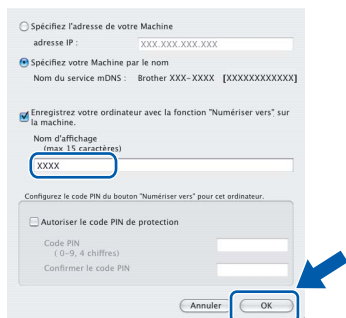 Spécifiez l'adresse de votre Machine
adresse IP :
XXX.XXX.XXX.XXX
Spécifiez votre Machine par le nom
Nom du service mDNS : Brother XXX-XXXX [XXXXXXXXXXXX]
Enregistrez votre ordinateur avec la fonction "Numériser vers" sur
la machine.
Nom d'affichage
(max 15 caractères)
XXXX
Configurez le code PIN du bouton "Numériser vers" pour cet ordinateur.
Autoriser le code PIN de protection
Code PIN
( 0–9, 4 chiffres)
Confirmer le code PIN
Annuler OK